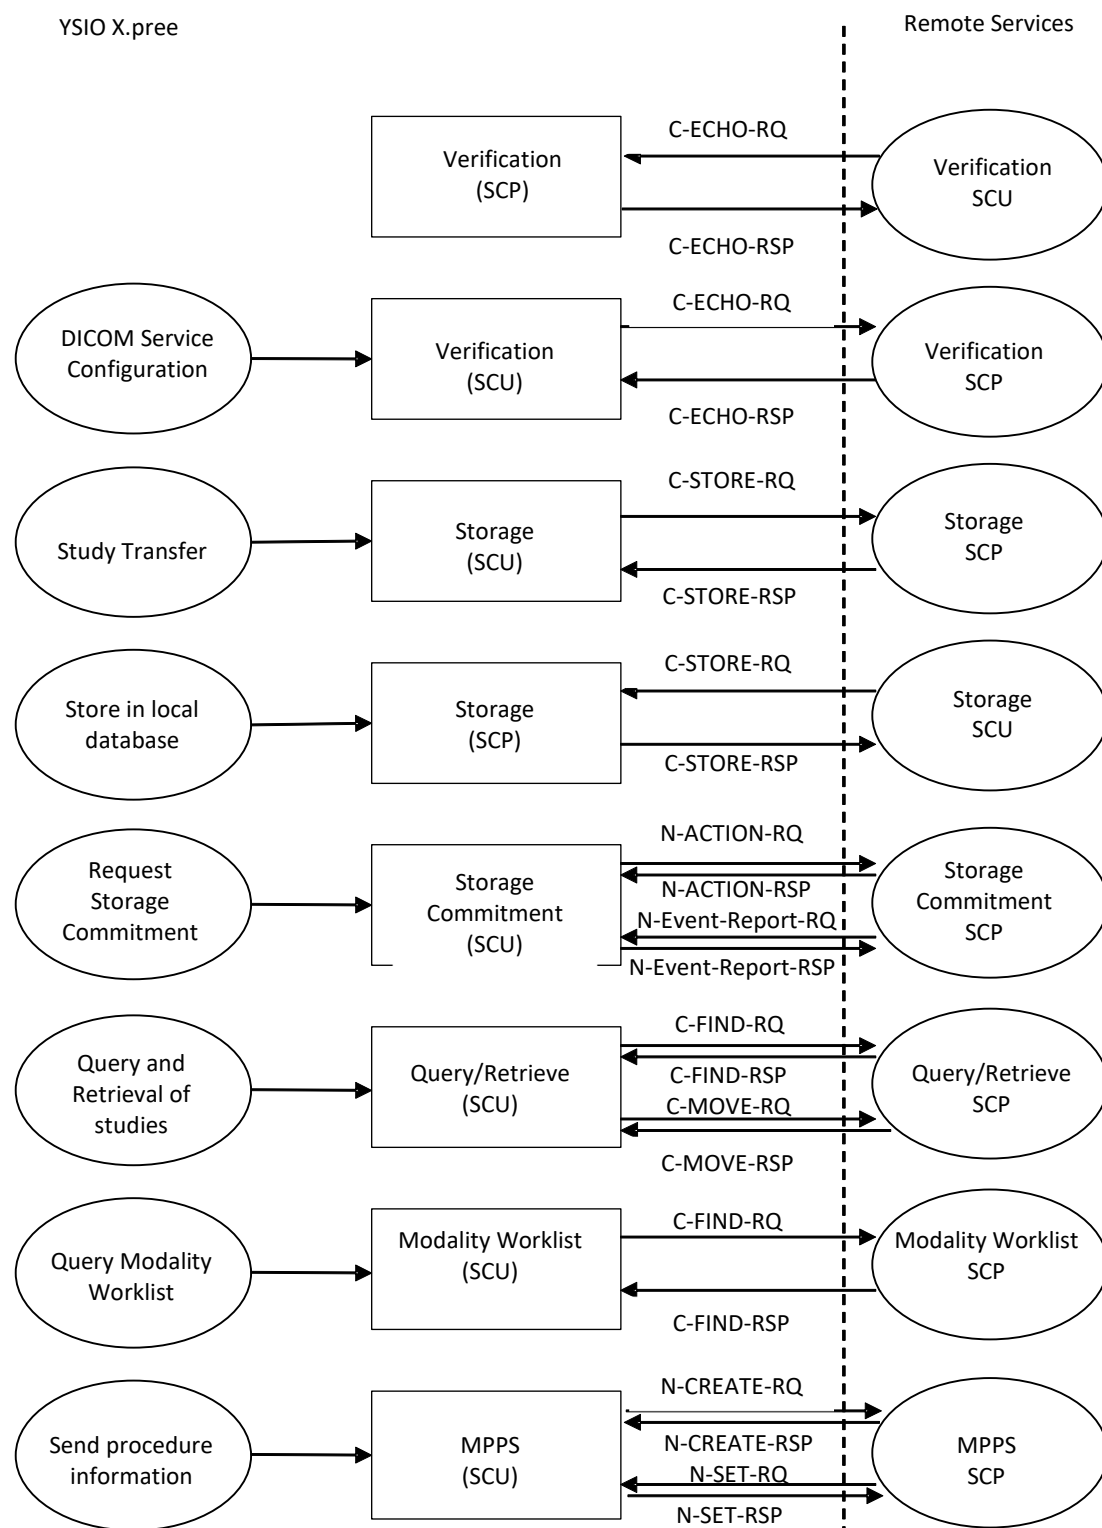 YSIO X.pree
Remote Services
Verification
(SCP)
C-ECHO-RQ
C-ECHO-RSP
Verification
SCU
DICOM Service
Configuration
Verification
(SCU)
C-ECHO-RQ
C-ECHO-RSP
Verification
SCP
Study Transfer
Storage
(SCU)
C-STORE-RQ
C-STORE-RSP
Storage
SCP
Store in local
database
Storage
(SCP)
C-STORE-RQ
C-STORE-RSP
Storage
SCU
Request
Storage
Commitment
Storage
Commitment
(SCU)
N-ACTION-RQ
N-ACTION-RSP
N-Event-Report-RQ
N-Event-Report-RSP
Storage
Commitment
SCP
Query and
Retrieval of
studies
Query/Retrieve
(SCU)
C-FIND-RQ
C-FIND-RSP
C-MOVE-RQ
C-MOVE-RSP
Query/Retrieve
SCP
Query Modality
Worklist
Modality Worklist
(SCU)
C-FIND-RQ
C-FIND-RSP
Modality Worklist
SCP
Send procedure
information
MPPS
(SCU)
N-CREATE-RQ
N-CREATE-RSP
N-SET-RQ
N-SET-RSP
MPPS
SCP